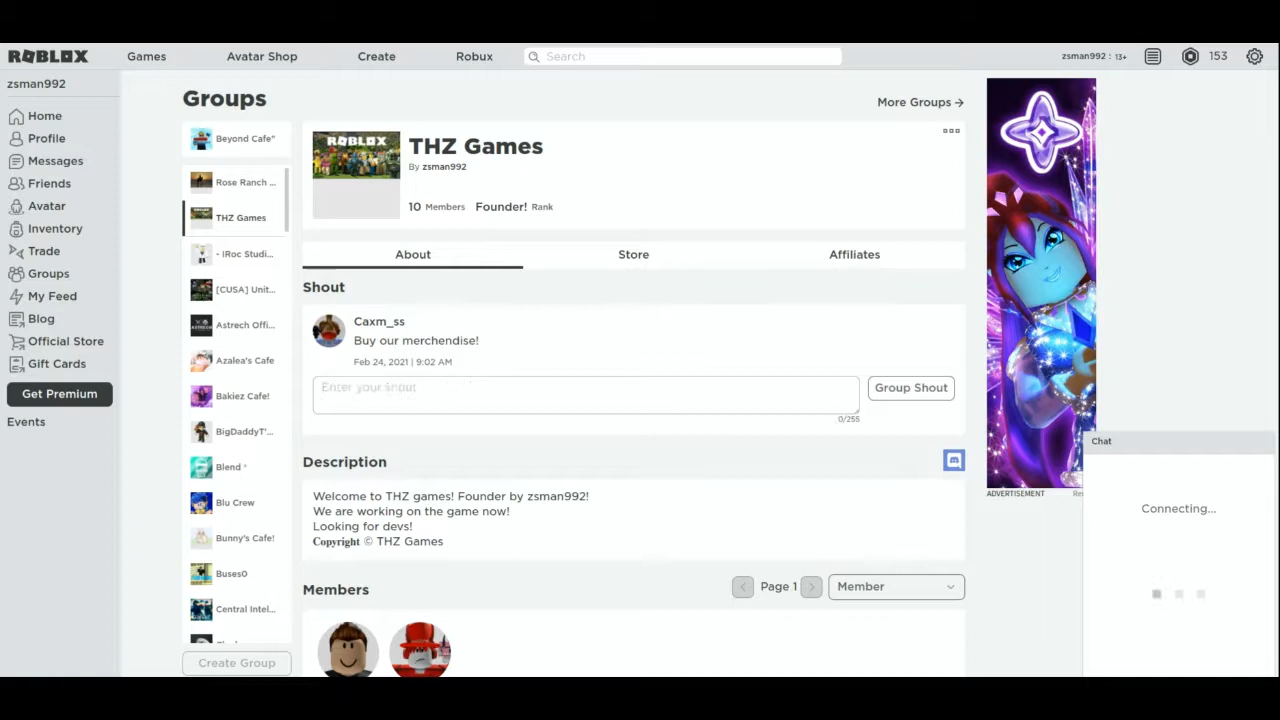 ROBLOX
Games
Avatar Shop
Create
Robux
Search
zsman992 : 13+
153
zsman992
Home
Profile
Messages
Friends
Avatar
Inventory
Trade
Groups
My Feed
Blog
Official Store
Gift Cards
Get Premium
Events
Groups
More Groups →
Beyond Cafe"
Rose Ranch ...
THZ Games
- IRoc Studi...
[CUSA] Unit...
Astrech Offi...
Azalea's Cafe
Bakiez Cafe!
BigDaddyT'...
Blend
Blu Crew
Bunny's Cafe!
Buses0
Central Intel...
Create Group
ROBLOX
THZ Games
By zsman992
10 Members Founder! Rank
About
Store
Affiliates
Shout
Caxm_ss
Buy our merchandise!
Feb 24, 2021 | 9:02 AM
Enter your shout
Group Shout
0/255
Description
Welcome to THZ games! Founder by zsman992!
We are working on the game now!
Looking for devs!
Copyright © THZ Games
Members
Page 1
Member
ADVERTISEMENT
Chat
Connecting...